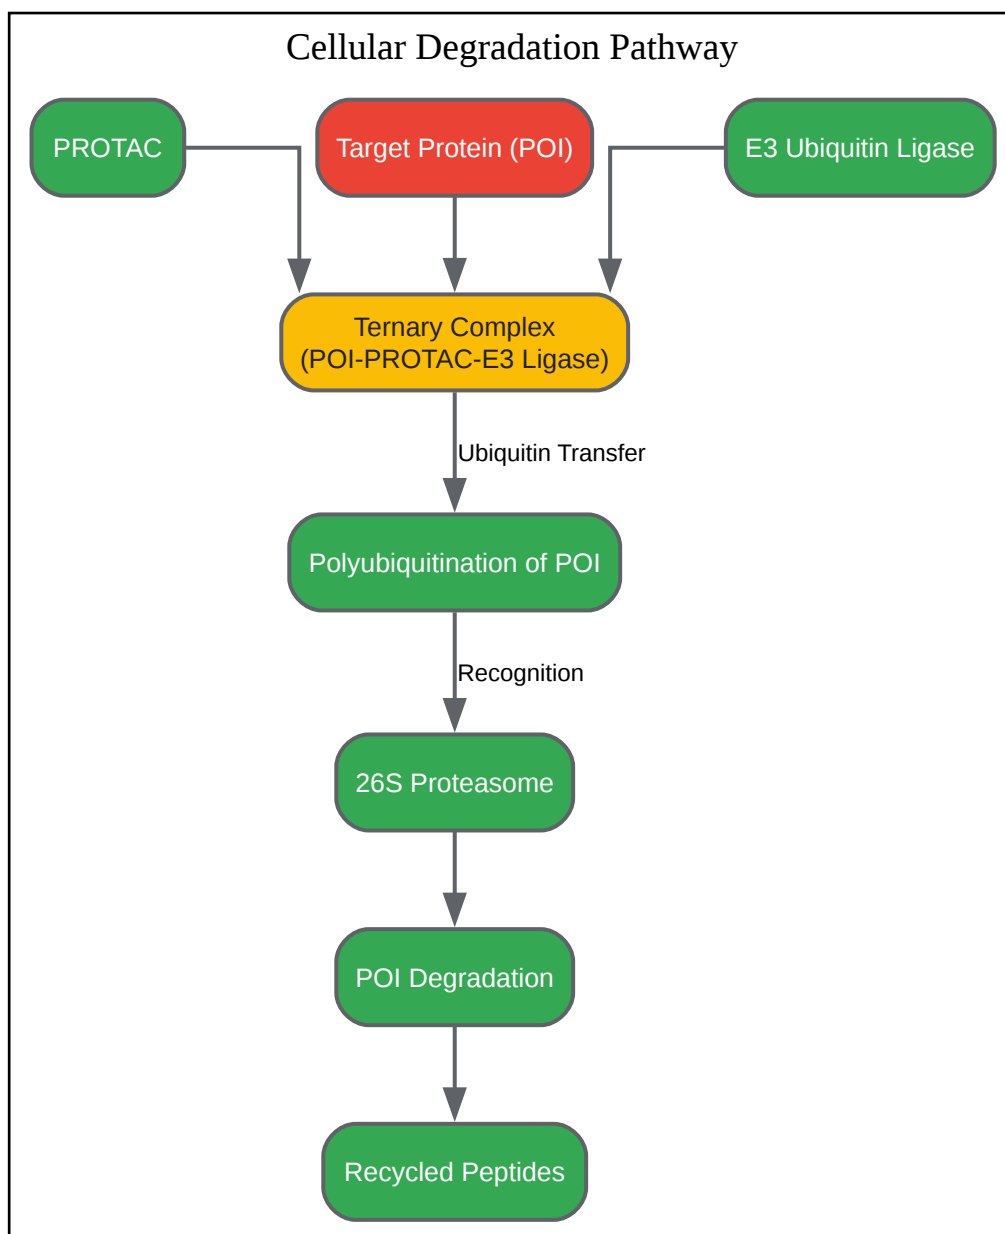 Cellular Degradation Pathway
PROTAC
Target Protein (POI)
E3 Ubiquitin Ligase
Ternary Complex
(POI-PROTAC-E3 Ligase)
Ubiquitin Transfer
Polyubiquitination of POI
Recognition
26S Proteasome
POI Degradation
Recycled Peptides